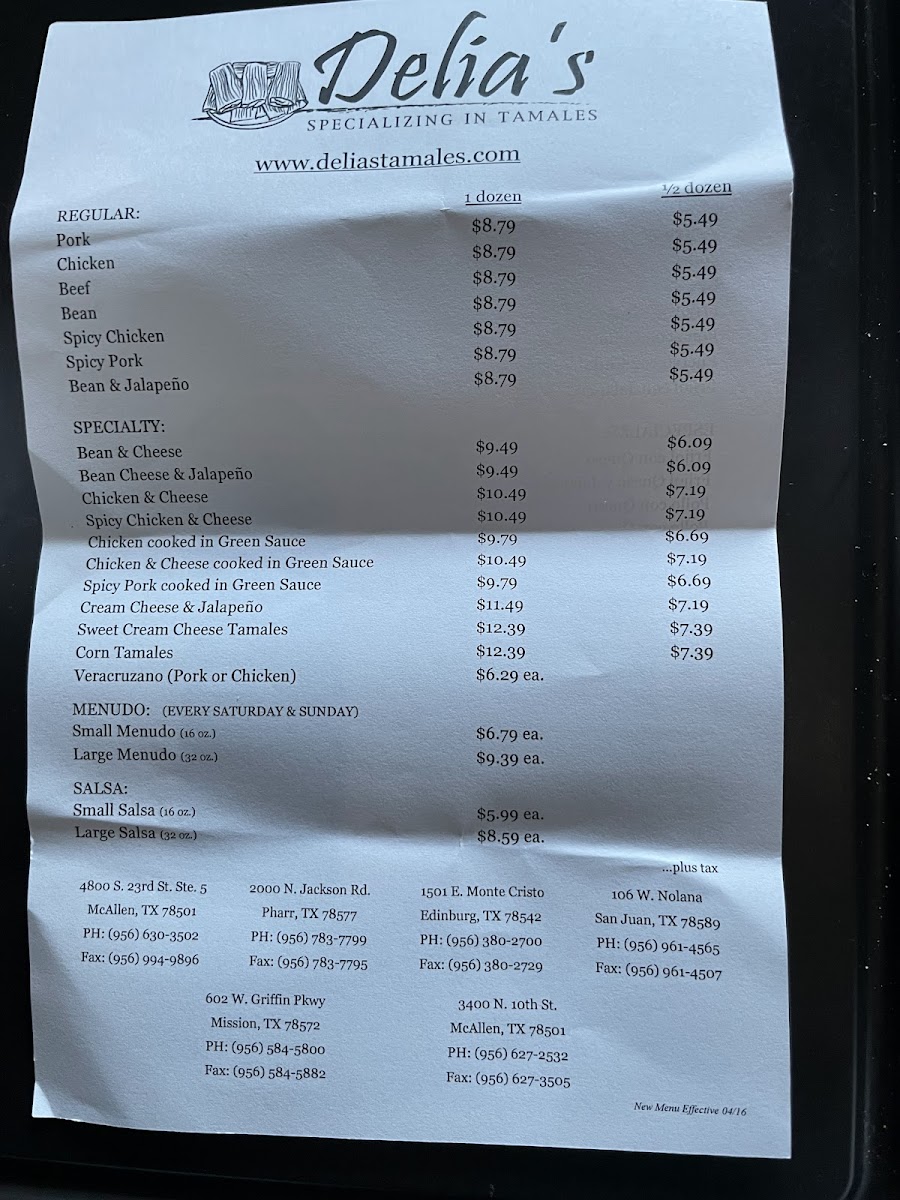 Delia's
SPECIALIZING IN TAMALES
www.deliastamales.com
1 dozen ½ dozen
REGULAR:
Pork $8.79 $5.49
Chicken $8.79 $5.49
Beef $8.79 $5.49
Bean $8.79 $5.49
Spicy Chicken $8.79 $5.49
Spicy Pork $8.79 $5.49
Bean & Jalapeño $8.79 $5.49
SPECIALTY:
Bean & Cheese $9.49 $6.09
Bean Cheese & Jalapeño $9.49 $6.09
Chicken & Cheese $10.49 $7.19
Spicy Chicken & Cheese $10.49 $7.19
Chicken cooked in Green Sauce $9.79 $6.69
Chicken & Cheese cooked in Green Sauce $10.49 $7.19
Spicy Pork cooked in Green Sauce $9.79 $6.69
Cream Cheese & Jalapeño $11.49 $7.19
Sweet Cream Cheese Tamales $12.39 $7.39
Corn Tamales $12.39 $7.39
Veracruzano (Pork or Chicken) $6.29 ea.
MENUDO: (EVERY SATURDAY & SUNDAY)
Small Menudo (16 oz.) $6.79 ea.
Large Menudo (32 oz.) $9.39 ea.
SALSA:
Small Salsa (16 oz.) $5.99 ea.
Large Salsa (32 oz.) $8.59 ea.
...plus tax
4800 S. 23rd St. Ste. 5
McAllen, TX 78501
PH: (956) 630-3502
Fax: (956) 994-9896
2000 N. Jackson Rd.
Pharr, TX 78577
PH: (956) 783-7799
Fax: (956) 783-7795
1501 E. Monte Cristo
Edinburg, TX 78542
PH: (956) 380-2700
Fax: (956) 380-2729
106 W. Nolana
San Juan, TX 78589
PH: (956) 961-4565
Fax: (956) 961-4507
602 W. Griffin Pkwy
Mission, TX 78572
PH: (956) 584-5800
Fax: (956) 584-5882
3400 N. 10th St.
McAllen, TX 78501
PH: (956) 627-2532
Fax: (956) 627-3505
New Menu Effective 04/16